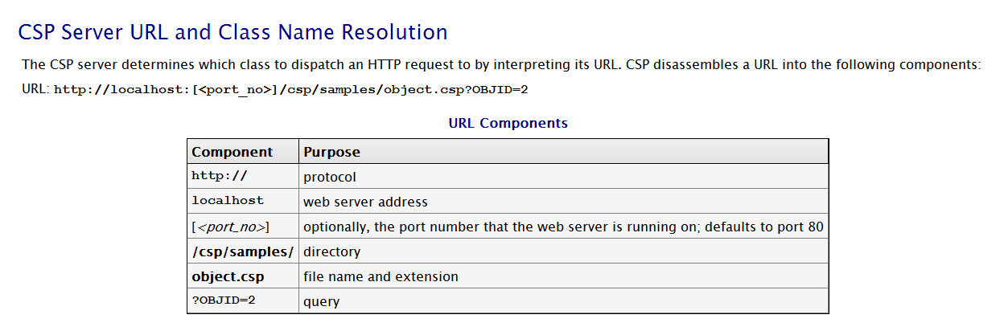 CSP Server URL and Class Name Resolution
The CSP server determines which class to dispatch an HTTP request to by interpreting its URL. CSP disassembles a URL into the following components:
URL: http://localhost:[<port_no>]/csp/samples/object.csp?OBJID=2
URL Components
Component Purpose
http:// protocol
localhost web server address
[<port_no>] optionally, the port number that the web server is running on; defaults to port 80
/csp/samples/ directory
object.csp file name and extension
?OBJID=2 query